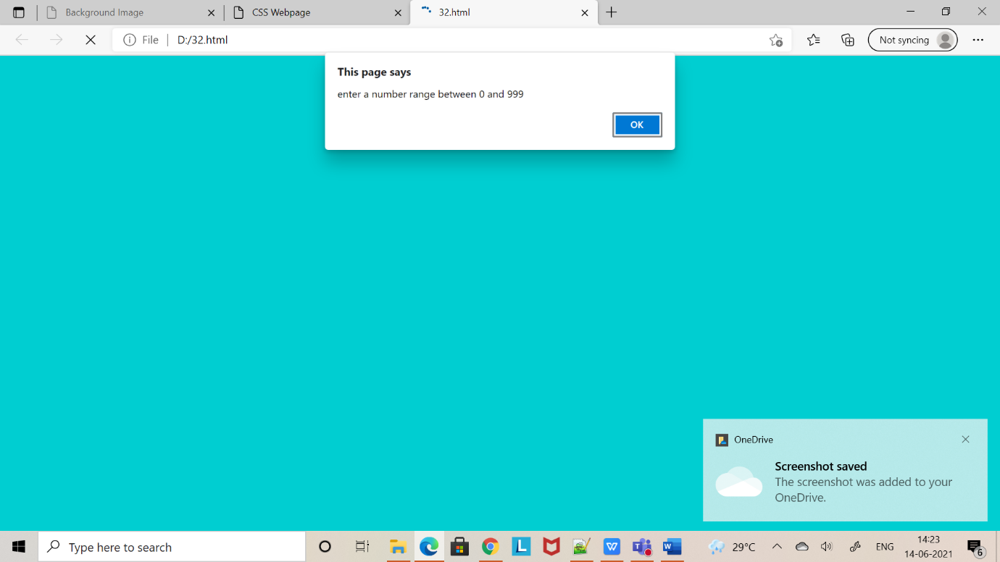 Background Image
CSS Webpage
32.html
File
D:/32.html
Not syncing
This page says
enter a number range between 0 and 999
OK
OneDrive
Screenshot saved
The screenshot was added to your
OneDrive.
Type here to search
L
W
T
W
29°C
ENG
14:23
14-06-2021
6